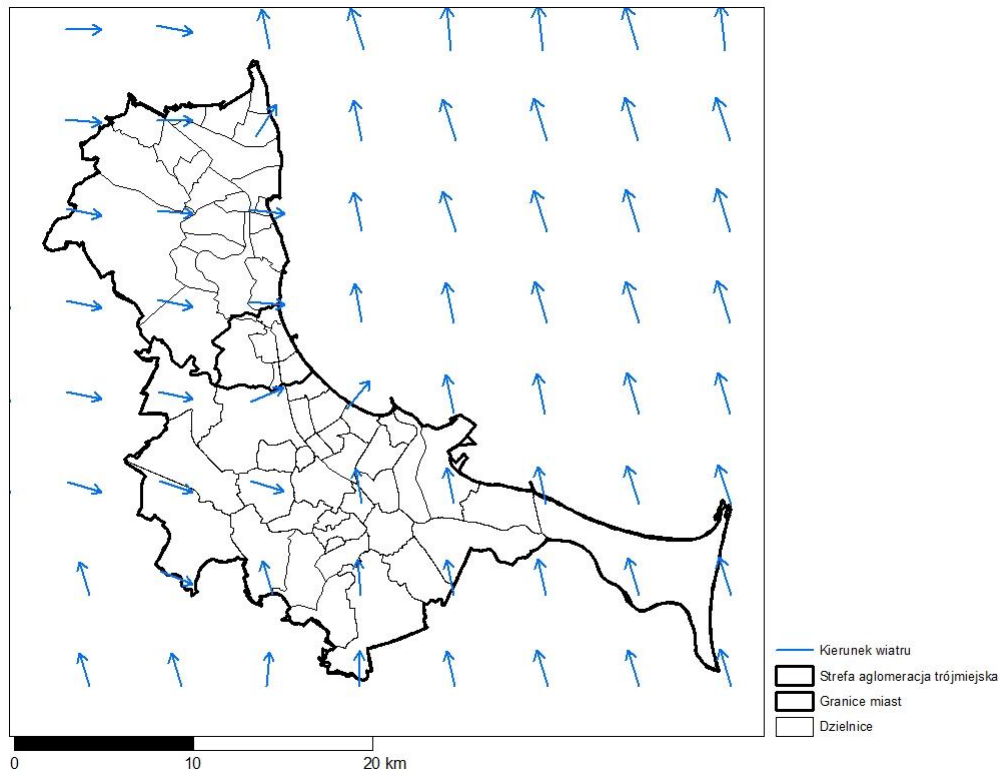 Kierunek wiatru
Strefa aglomeracja trójmiejska
Granice miast
Dzielnice
0 10 20 km